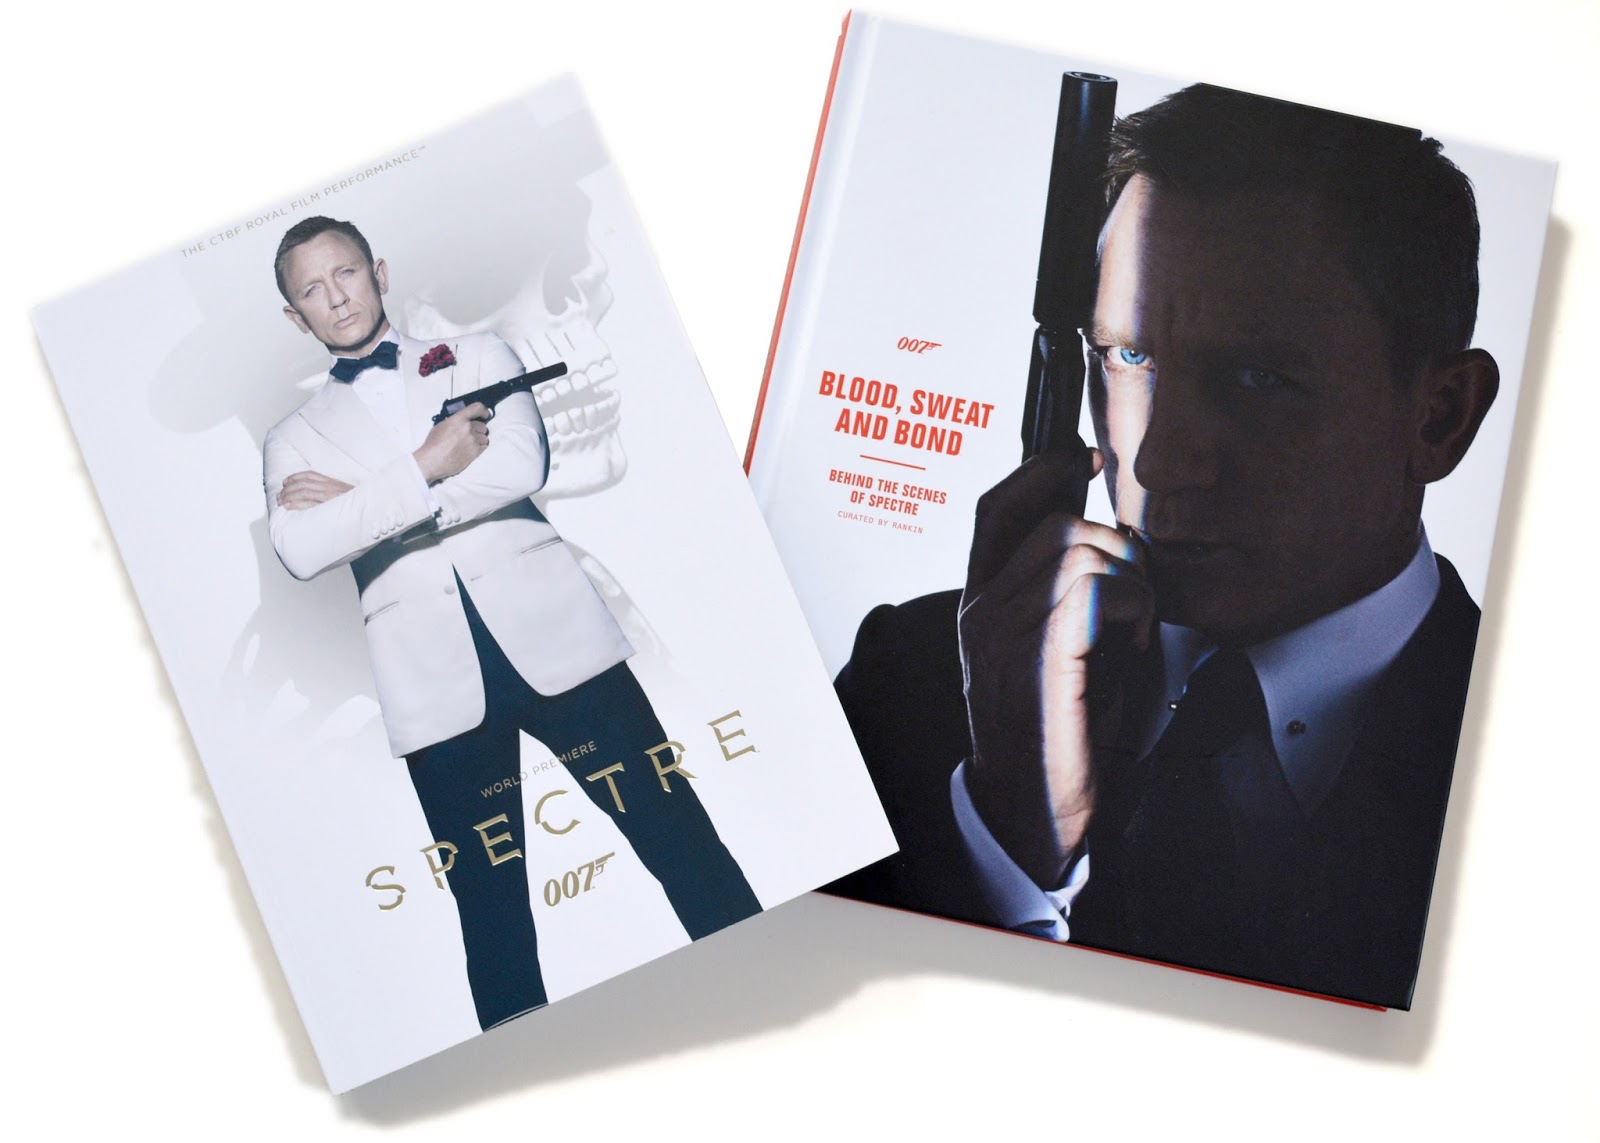 THE CTBF ROYAL FILM PERFORMANCE™
WORLD PREMIERE
SPECTRE
007
007
BLOOD, SWEAT
AND BOND
BEHIND THE SCENES
OF SPECTRE
CURATED BY RANKIN